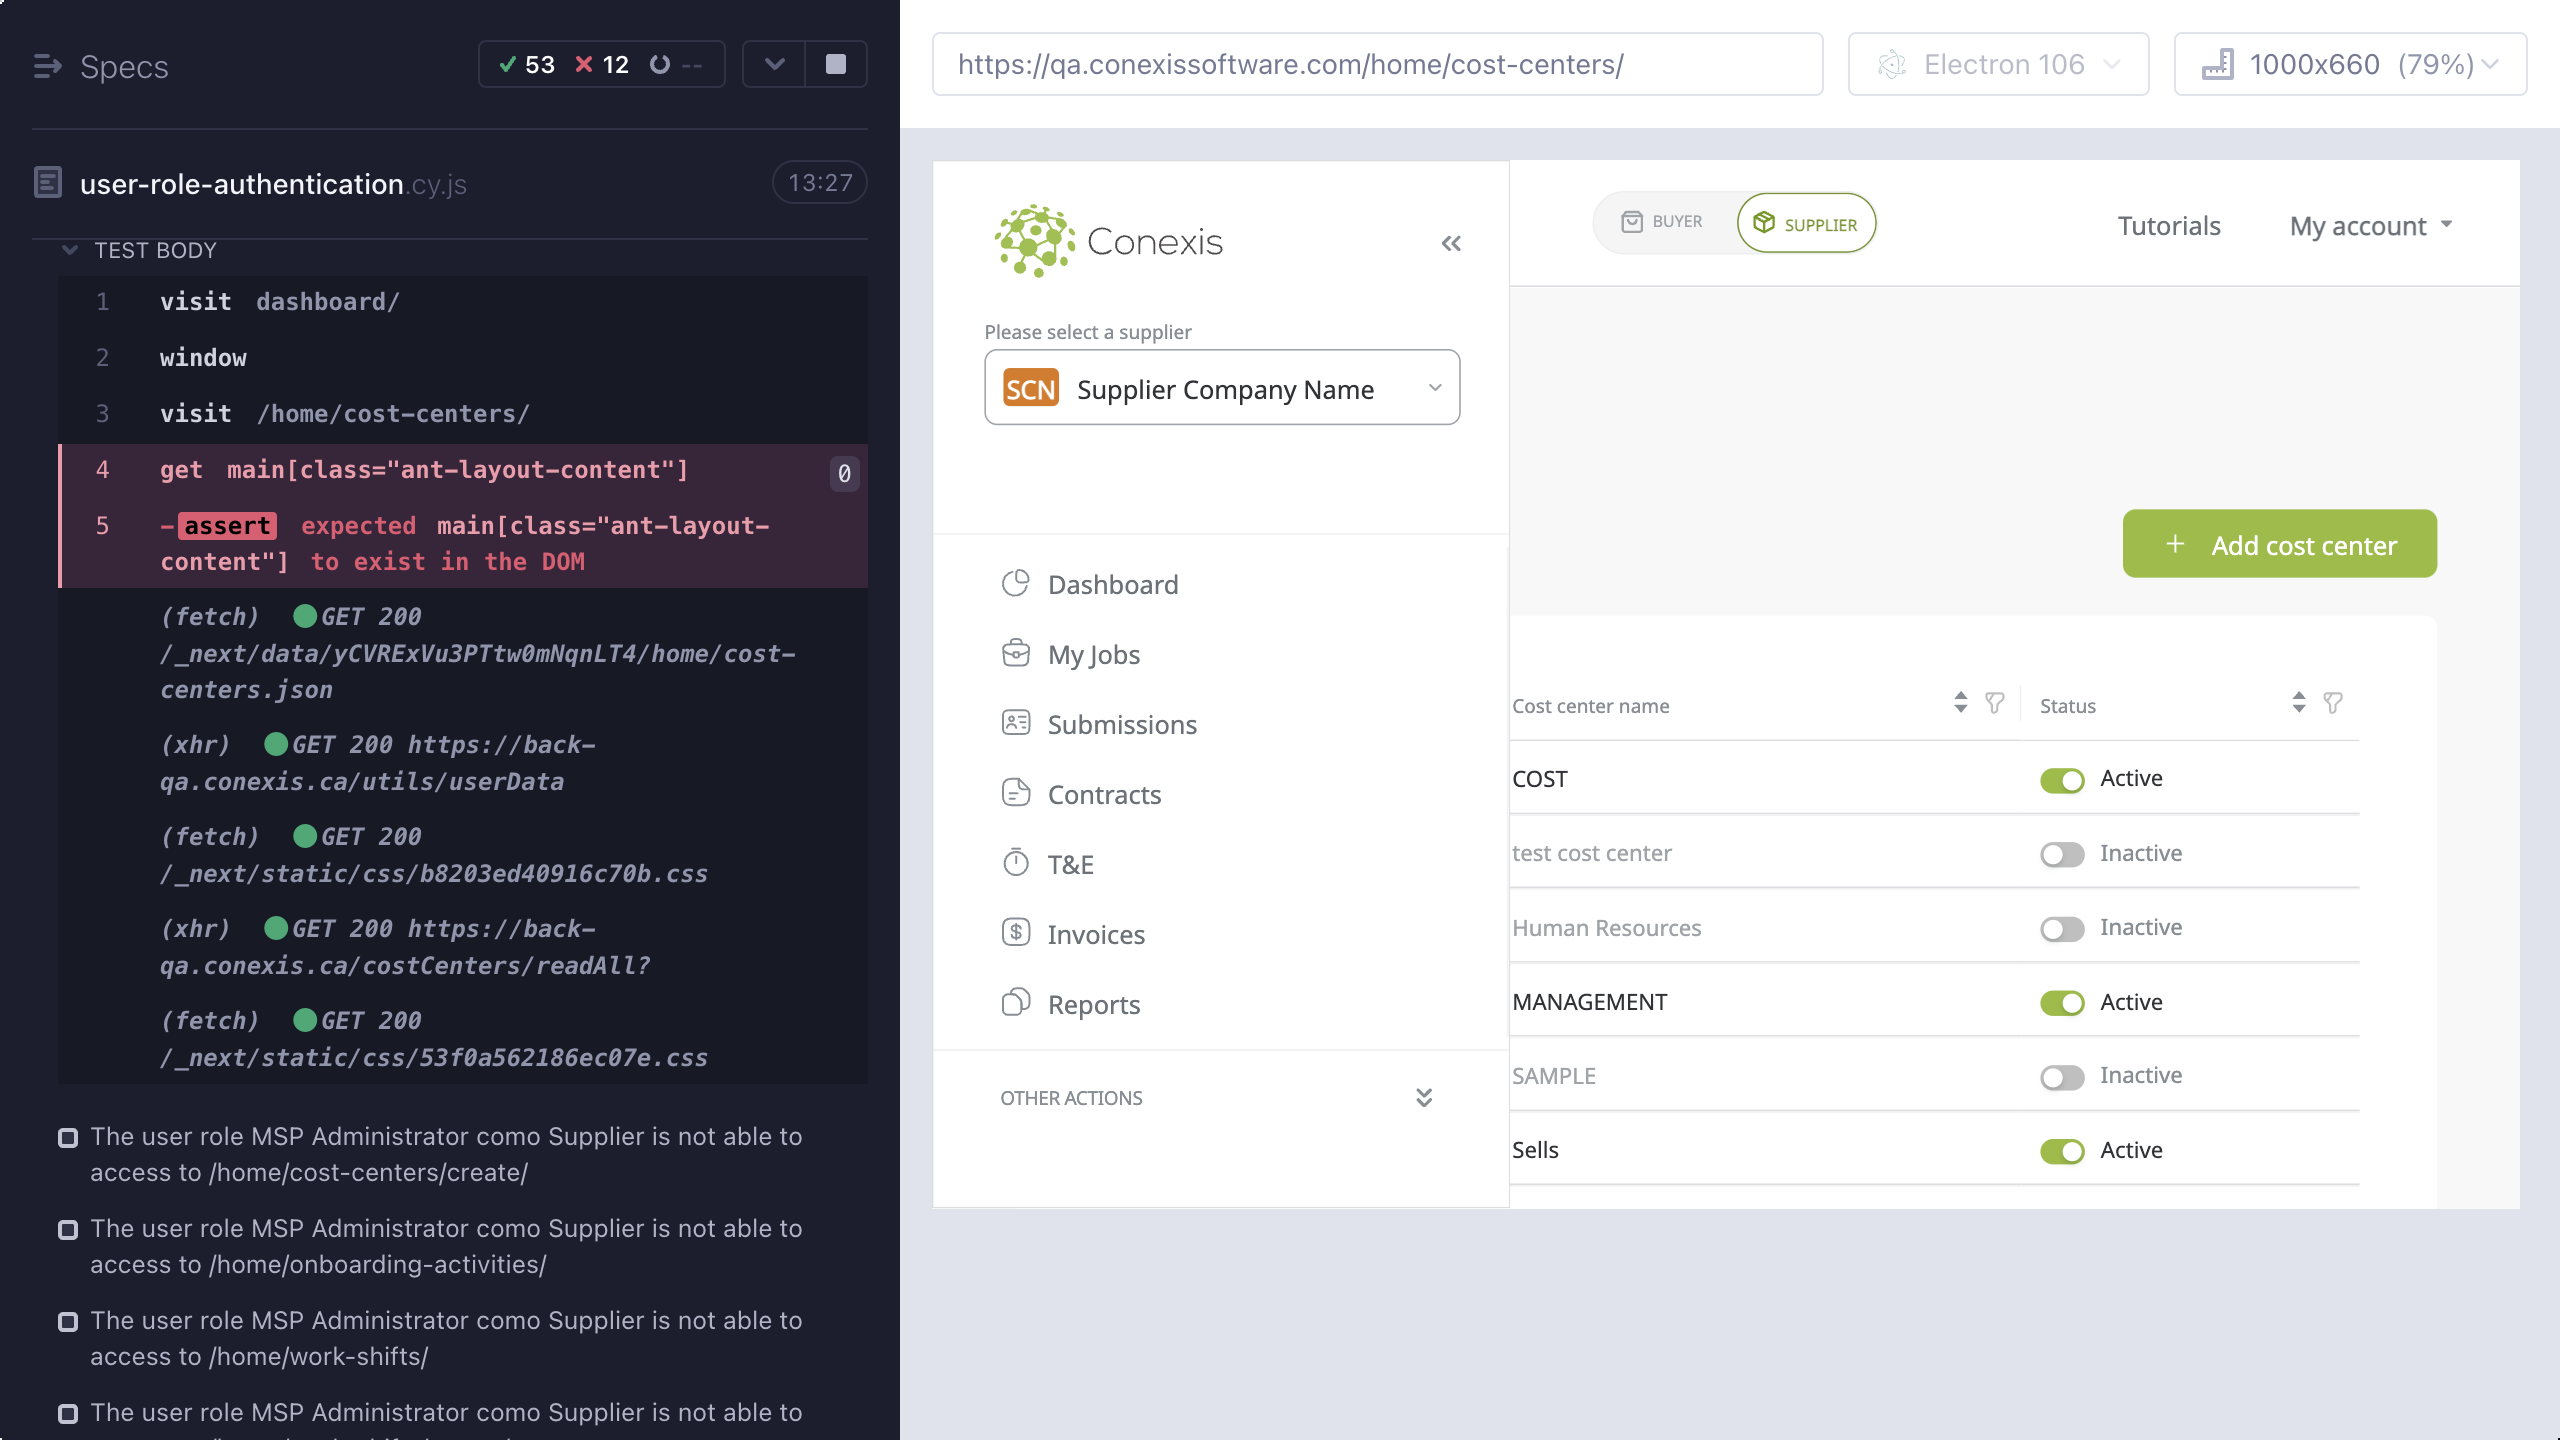 Specs
53
12
--
user-role-authentication.cy.js
13:27
TEST BODY
1 visit dashboard/
2 window
3 visit /home/cost-centers/
4 get main[class="ant-layout-content"] 0
5 -assert expected main[class="ant-layout-
content"] to exist in the DOM
(fetch) GET 200
/_next/data/yCVRExVu3PTtw0mNqnLT4/home/cost-
centers.json
(xhr) GET 200 https://back-
qa.conexis.ca/utils/userData
(fetch) GET 200
/_next/static/css/b8203ed40916c70b.css
(xhr) GET 200 https://back-
qa.conexis.ca/costCenters/readAll?
(fetch) GET 200
/_next/static/css/53f0a562186ec07e.css
The user role MSP Administrator como Supplier is not able to
access to /home/cost-centers/create/
The user role MSP Administrator como Supplier is not able to
access to /home/onboarding-activities/
The user role MSP Administrator como Supplier is not able to
access to /home/work-shifts/
The user role MSP Administrator como Supplier is not able to
https://qa.conexissoftware.com/home/cost-centers/
Electron 106
1000x660 (79%)
Conexis
Please select a supplier
SCN Supplier Company Name
Dashboard
My Jobs
Submissions
Contracts
T&E
Invoices
Reports
OTHER ACTIONS
BUYER
SUPPLIER
Tutorials
My account
+ Add cost center
Cost center name
Status
COST
Active
test cost center
Inactive
Human Resources
Inactive
MANAGEMENT
Active
SAMPLE
Inactive
Sells
Active